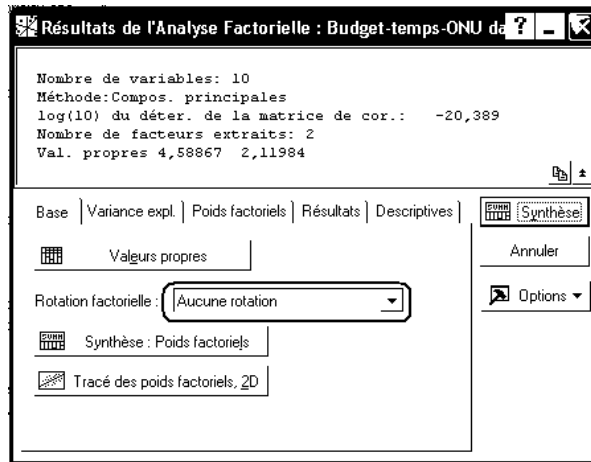 Résultats de l'Analyse Factorielle : Budget-temps-ONU da
Nombre de variables: 10
Méthode:Compos. principales
log(10) du déter. de la matrice de cor.: -20,389
Nombre de facteurs extraits: 2
Val. propres 4,58867 2,11984
Base Variance expl. Poids factoriels Résultats Descriptives
Synthèse
Valeurs propres
Annuler
Rotation factorielle : Aucune rotation
Options
Synthèse : Poids factoriels
Tracé des poids factoriels, 2D